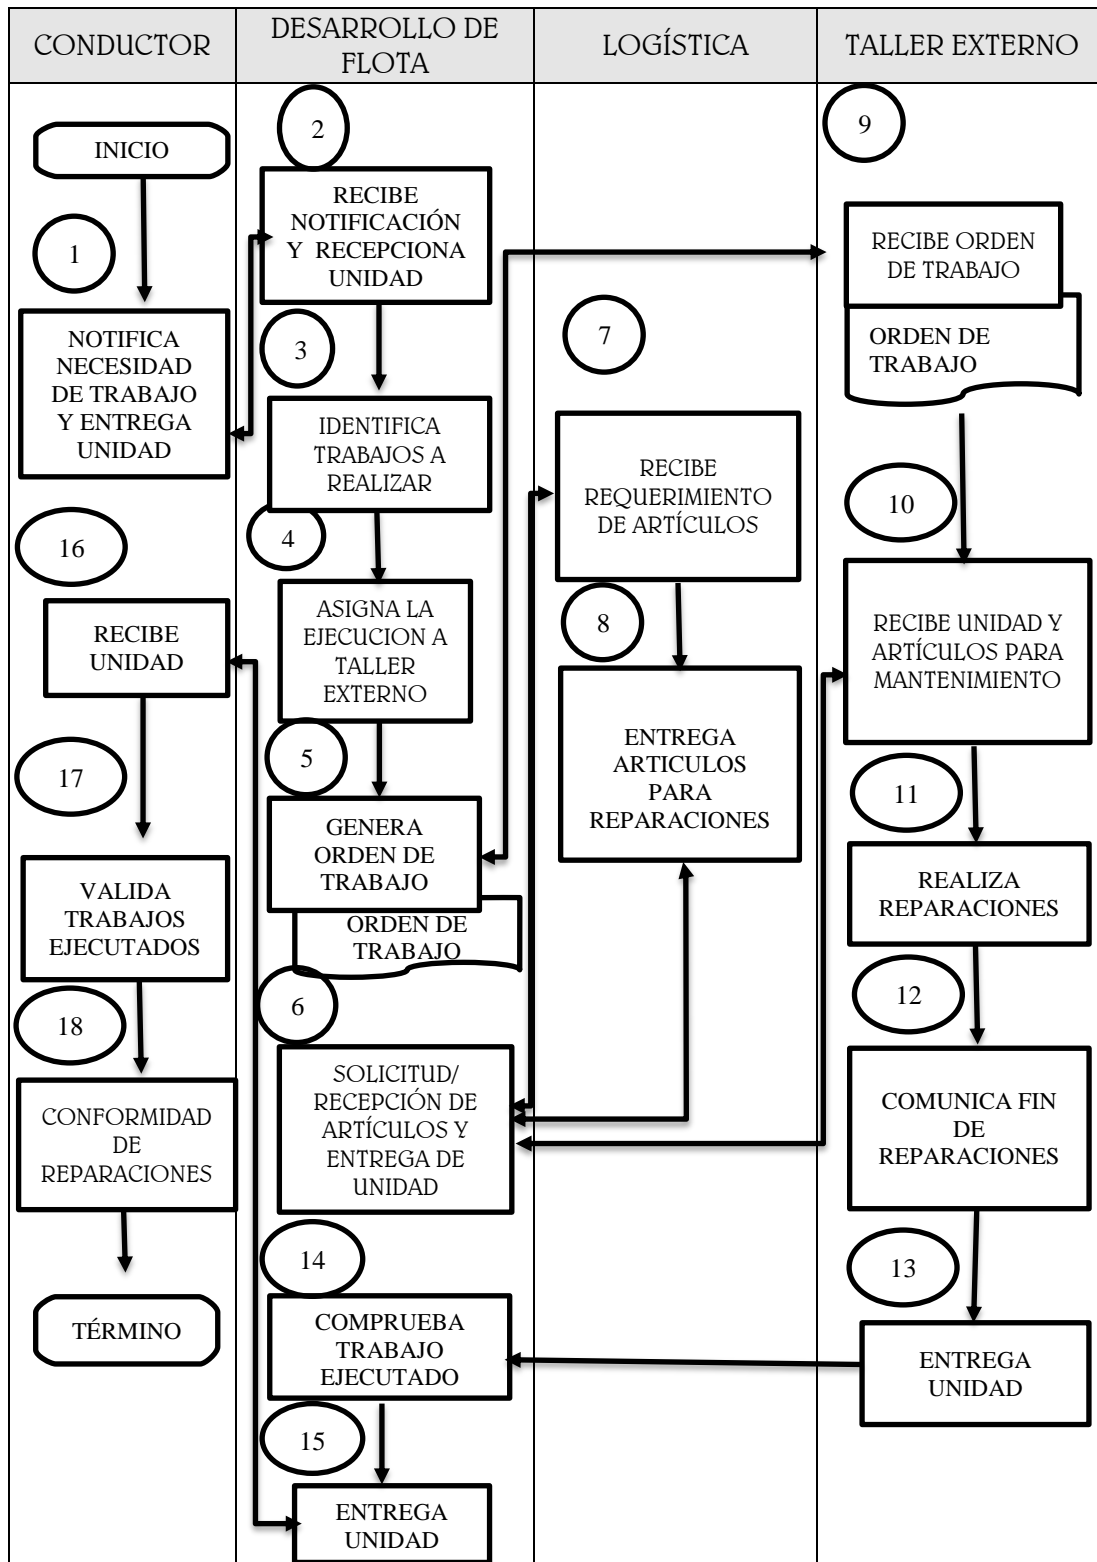 CONDUCTOR
DESARROLLO DE
FLOTA
LOGÍSTICA
TALLER EXTERNO
INICIO
1
NOTIFICA
NECESIDAD
DE TRABAJO
Y ENTREGA
UNIDAD
16
RECIBE
UNIDAD
17
VALIDA
TRABAJOS
EJECUTADOS
18
CONFORMIDAD
DE
REPARACIONES
TÉRMINO
2
RECIBE
NOTIFICACIÓN
Y RECEPCIONA
UNIDAD
3
IDENTIFICA
TRABAJOS A
REALIZAR
4
ASIGNA LA
EJECUCION A
TALLER
EXTERNO
5
GENERA
ORDEN DE
TRABAJO
ORDEN DE
TRABAJO
6
SOLICITUD/
RECEPCIÓN DE
ARTÍCULOS Y
ENTREGA DE
UNIDAD
14
COMPRUEBA
TRABAJO
EJECUTADO
15
ENTREGA
UNIDAD
7
RECIBE
REQUERIMIENTO
DE ARTÍCULOS
8
ENTREGA
ARTICULOS
PARA
REPARACIONES
9
RECIBE ORDEN
DE TRABAJO
ORDEN DE
TRABAJO
10
RECIBE UNIDAD Y
ARTÍCULOS PARA
MANTENIMIENTO
11
REALIZA
REPARACIONES
12
COMUNICA FIN
DE
REPARACIONES
13
ENTREGA
UNIDAD